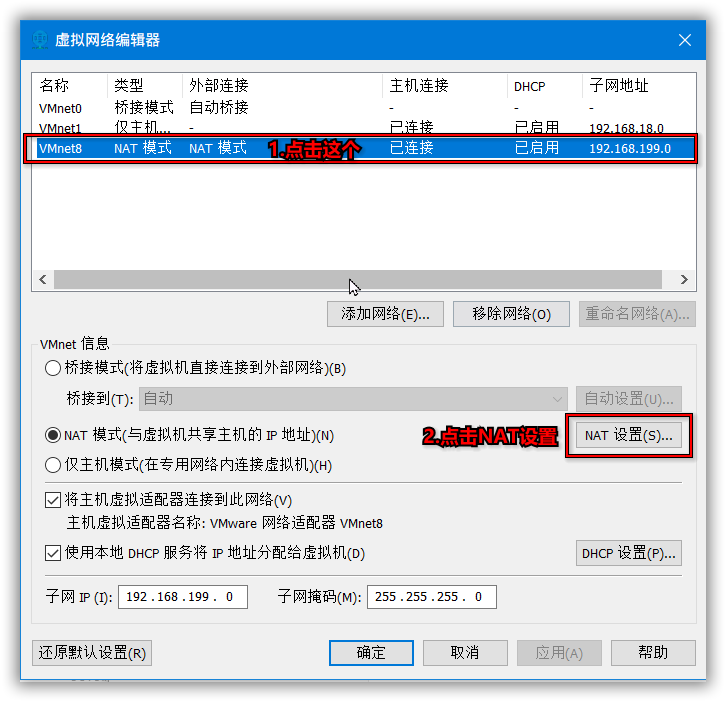 虚拟网络编辑器
名称 类型 外部连接 主机连接 DHCP 子网地址
VMnet0 桥接模式 自动桥接 - - -
VMnet1 仅主机... - 已连接 已启用 192.168.18.0
VMnet8 NAT 模式 NAT 模式 1.点击这个 已连接 已启用 192.168.199.0
添加网络(E)... 移除网络(O) 重命名网络(A)...
VMnet 信息
桥接模式(将虚拟机直接连接到外部网络)(B)
桥接到(T): 自动 自动设置(U)...
NAT 模式(与虚拟机共享主机的 IP 地址)(N) 2.点击NAT设置 NAT 设置(S)...
仅主机模式(在专用网络内连接虚拟机)(H)
将主机虚拟适配器连接到此网络(V)
主机虚拟适配器名称: VMware 网络适配器 VMnet8
使用本地 DHCP 服务将 IP 地址分配给虚拟机(D) DHCP 设置(P)...
子网 IP (I): 192 . 168 . 199 . 0 子网掩码(M): 255 . 255 . 255 . 0
还原默认设置(R) 确定 取消 应用(A) 帮助